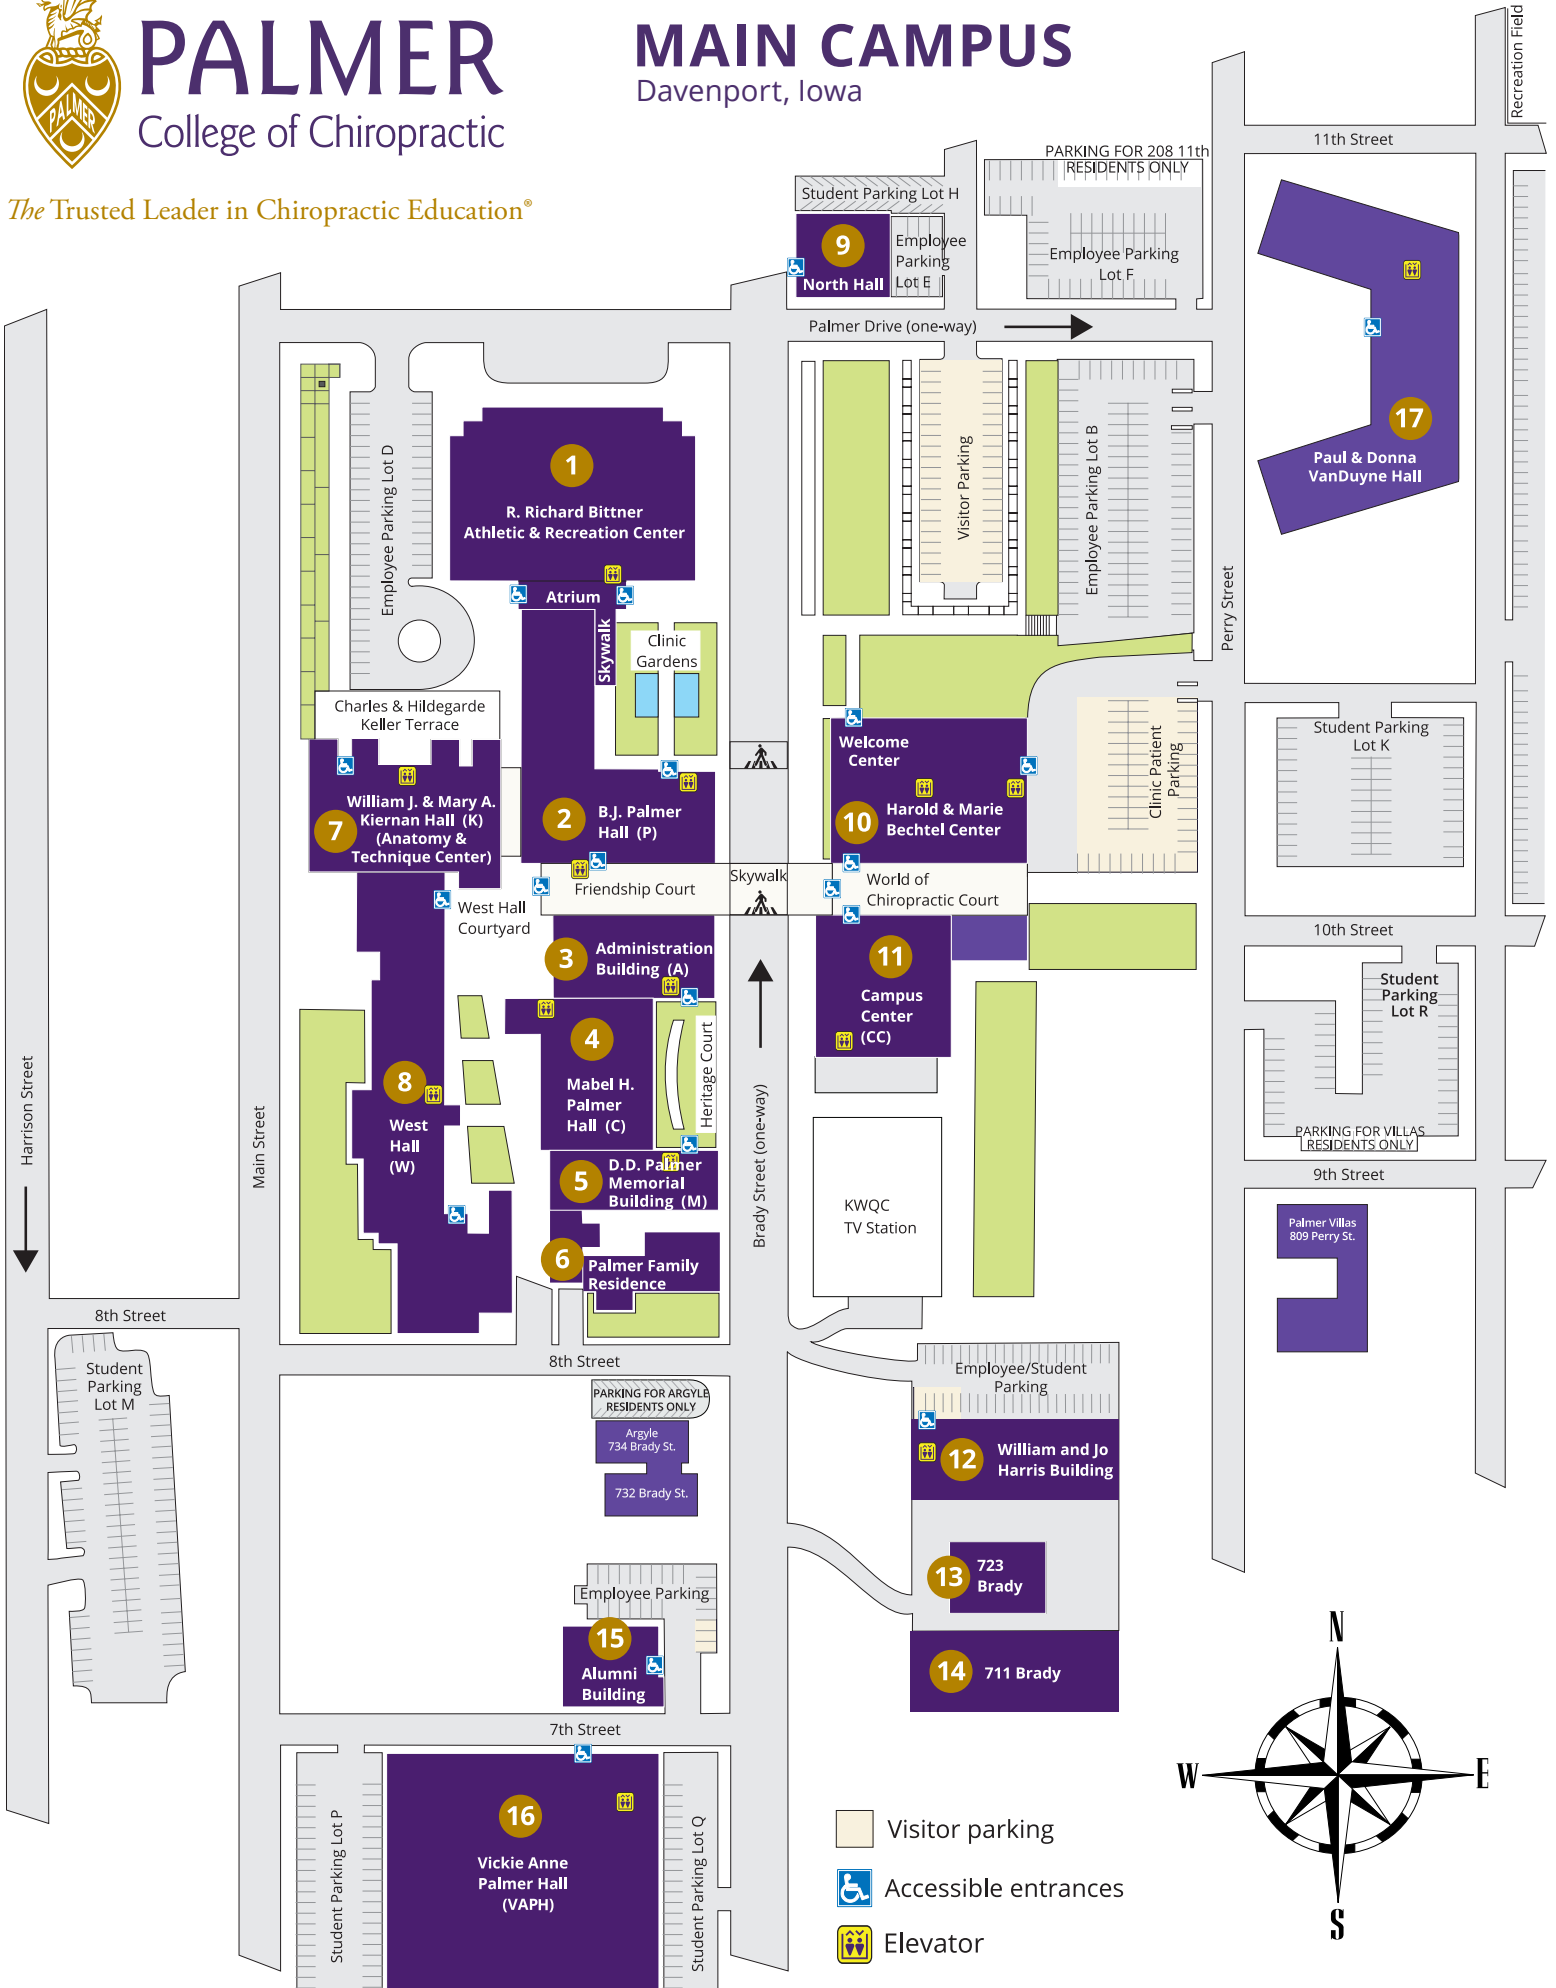 PALMER
College of Chiropractic
The Trusted Leader in Chiropractic Education®
PALMER
MAIN CAMPUS
Davenport, Iowa
Recreation Field
11th Street
PARKING FOR 208 11th
RESIDENTS ONLY
Student Parking Lot H
9
North Hall
Employee
Parking
Lot E
Employee Parking
Lot F
Palmer Drive (one-way)
17
Paul & Donna
VanDuyne Hall
Employee Parking Lot D
1
R. Richard Bittner
Athletic & Recreation Center
Atrium
Skywalk
Clinic
Gardens
Visitor Parking
Employee Parking Lot B
Perry Street
Charles & Hildegarde
Keller Terrace
7
William J. & Mary A.
Kiernan Hall (K)
(Anatomy &
Technique Center)
2
B.J. Palmer
Hall (P)
Welcome
Center
10
Harold & Marie
Bechtel Center
Clinic Patient
Parking
Student Parking
Lot K
Friendship Court
Skywalk
World of
Chiropractic Court
West Hall
Courtyard
3
Administration
Building (A)
11
Campus
Center
(CC)
10th Street
Student
Parking
Lot R
PARKING FOR VILLAS
RESIDENTS ONLY
9th Street
Palmer Villas
809 Perry St.
4
Mabel H.
Palmer
Hall (C)
Heritage Court
8
West
Hall
(W)
5
D.D. Palmer
Memorial
Building (M)
6
Palmer Family
Residence
Harrison Street
Main Street
Brady Street (one-way)
KWQC
TV Station
8th Street
8th Street
Student
Parking
Lot M
PARKING FOR ARGYLE
RESIDENTS ONLY
Argyle
734 Brady St.
732 Brady St.
Employee/Student
Parking
12
William and Jo
Harris Building
13
723
Brady
14
711 Brady
Employee Parking
15
Alumni
Building
7th Street
Student Parking Lot P
16
Vickie Anne
Palmer Hall
(VAPH)
Student Parking Lot Q
Visitor parking
Accessible entrances
Elevator
N
W
E
S